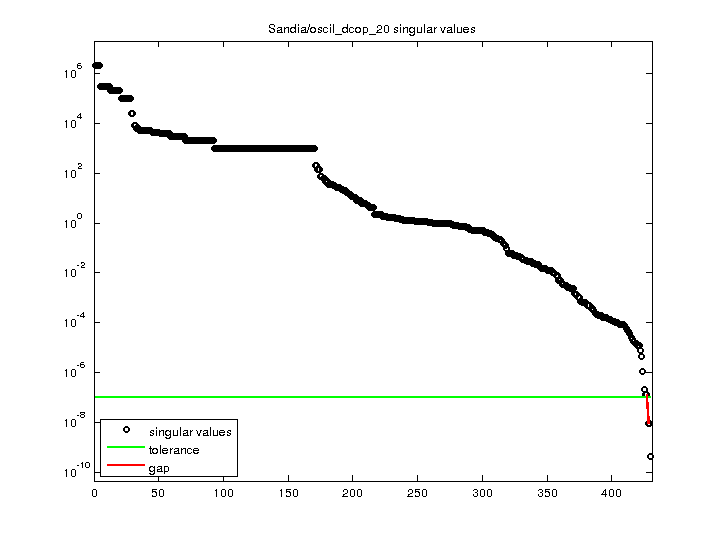 Sandia/oscil_dcop_20 singular values
10^6
10^4
10^2
10^0
10^-2
10^-4
10^-6
10^-8
10^-10
singular values
tolerance
gap
0 50 100 150 200 250 300 350 400